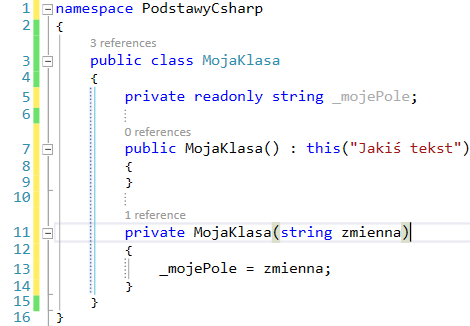 1 namespace PodstawyCsharp
2 {
3 references
3 public class MojaKlasa
4 {
5 private readonly string _mojePole;
6
0 references
7 public MojaKlasa() : this("Jakiś tekst")
8 {
9 }
10
1 reference
11 private MojaKlasa(string zmienna)
12 {
13 _mojePole = zmienna;
14 }
15 }
16 }